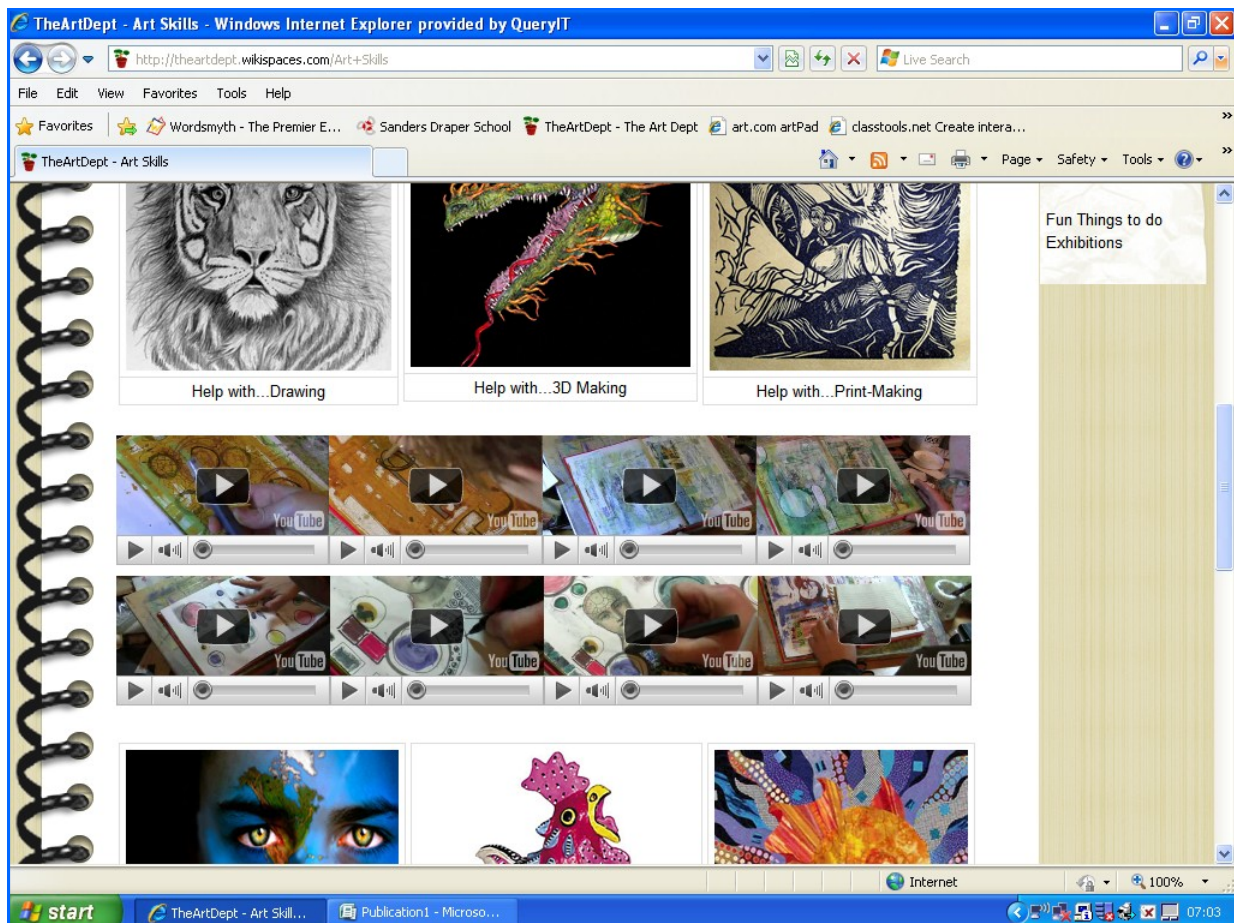 TheArtDept - Art Skills - Windows Internet Explorer provided by QueryIT
http://theartdept.wikispaces.com/Art+Skills
Live Search
File Edit View Favorites Tools Help
Favorites Wordsmyth - The Premier E... Sanders Draper School TheArtDept - The Art Dept art.com artPad classtools.net Create intera...
TheArtDept - Art Skills
Page Safety Tools
Fun Things to do
Exhibitions
Help with...Drawing
Help with...3D Making
Help with...Print-Making
YouTube YouTube YouTube YouTube
YouTube YouTube YouTube YouTube
Internet 100%
start TheArtDept - Art Skill... Publication1 - Microso... 07:03